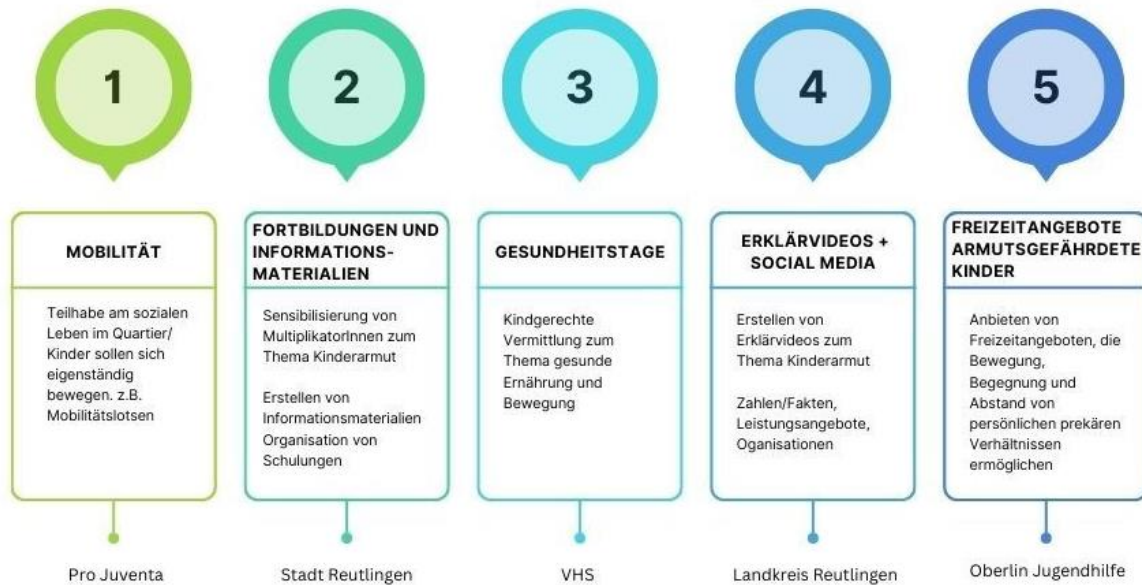 1
MOBILITÄT
Teilhabe am sozialen
Leben im Quartier/
Kinder sollen sich
eigenständig
bewegen. z.B.
Mobilitätslotsen
Pro Juventa
2
FORTBILDUNGEN UND
INFORMATIONS-
MATERIALIEN
Sensibilisierung von
MultiplikatorInnen zum
Thema Kinderarmut
Erstellen von
Informationsmaterialien
Organisation von
Schulungen
Stadt Reutlingen
3
GESUNDHEITSTAGE
Kindgerechte
Vermittlung zum
Thema gesunde
Ernährung und
Bewegung
VHS
4
ERKLÄRVIDEOS +
SOCIAL MEDIA
Erstellen von
Erklärvideos zum
Thema Kinderarmut
Zahlen/Fakten,
Leistungsangebote,
Oganisationen
Landkreis Reutlingen
5
FREIZEITANGEBOTE
ARMUTSGEFÄHRDETE
KINDER
Anbieten von
Freizeitangeboten, die
Bewegung,
Begegnung und
Abstand von
persönlichen prekären
Verhältnissen
ermöglichen
Oberlin Jugendhilfe